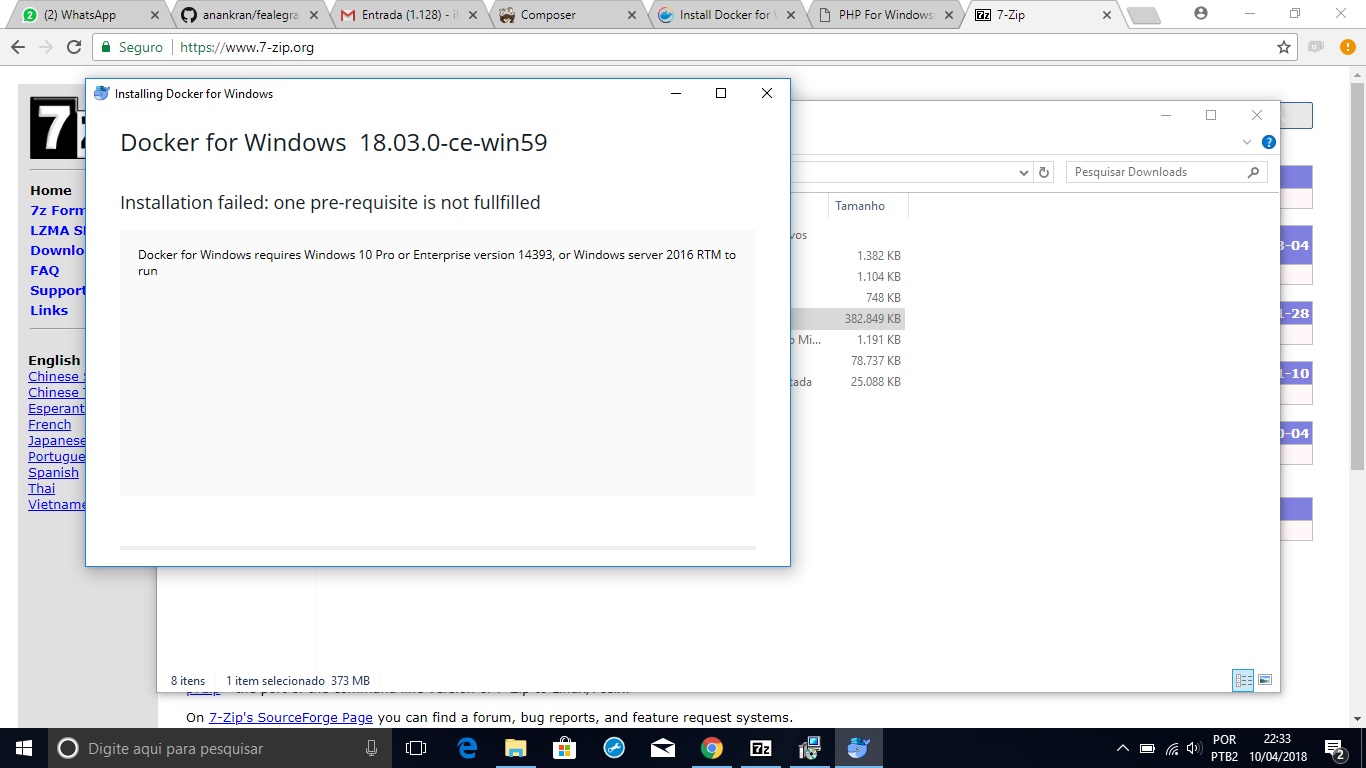 (2) WhatsApp
anankran/fealegra
Entrada (1.128) - il
Composer
Install Docker for W
PHP For Windows:
7-Zip
Seguro
https://www.7-zip.org
Installing Docker for Windows
Docker for Windows 18.03.0-ce-win59
Installation failed: one pre-requisite is not fullfilled
Docker for Windows requires Windows 10 Pro or Enterprise version 14393, or Windows server 2016 RTM to
run
7
Home
7z Form
LZMA S
Downlo
FAQ
Support
Links
English
Chinese
Chinese
Esperant
French
Japanese
Portugue
Spanish
Thai
Vietname
Pesquisar Downloads
Tamanho
vos
1.382 KB
1.104 KB
748 KB
382.849 KB
o Mi... 1.191 KB
78.737 KB
tada 25.088 KB
3-04
1-28
1-10
0-04
8 itens 1 item selecionado 373 MB
On 7-Zip's SourceForge Page you can find a forum, bug reports, and feature request systems.
Digite aqui para pesquisar
7z
POR
PTB2
22:33
10/04/2018
2